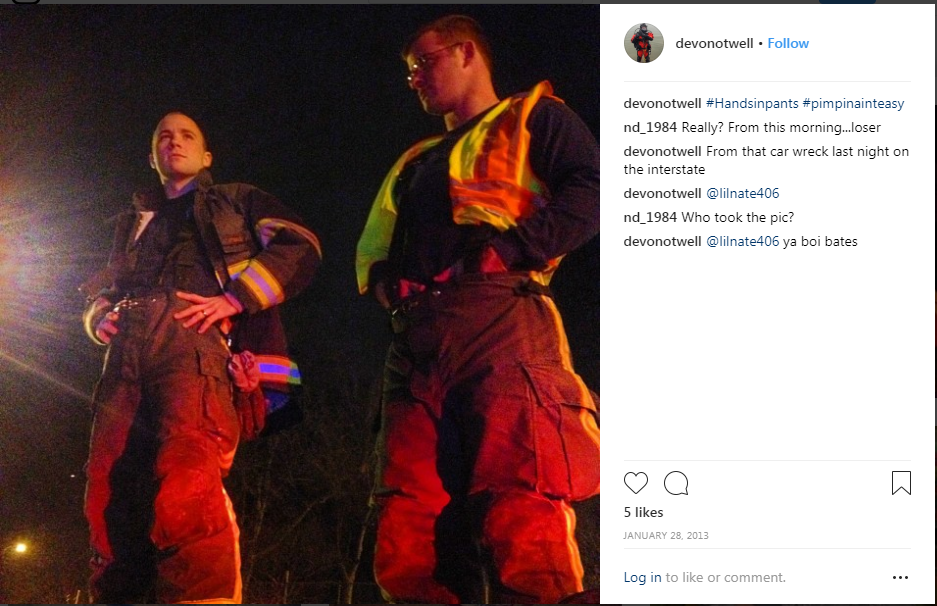 devonotwell • Follow
devonotwell #Handsinpants #pimpinainteasy
nd_1984 Really? From this morning...loser
devonotwell From that car wreck last night on
the interstate
devonotwell @lilnate406
nd_1984 Who took the pic?
devonotwell @lilnate406 ya boi bates
5 likes
JANUARY 28, 2013
Log in to like or comment.